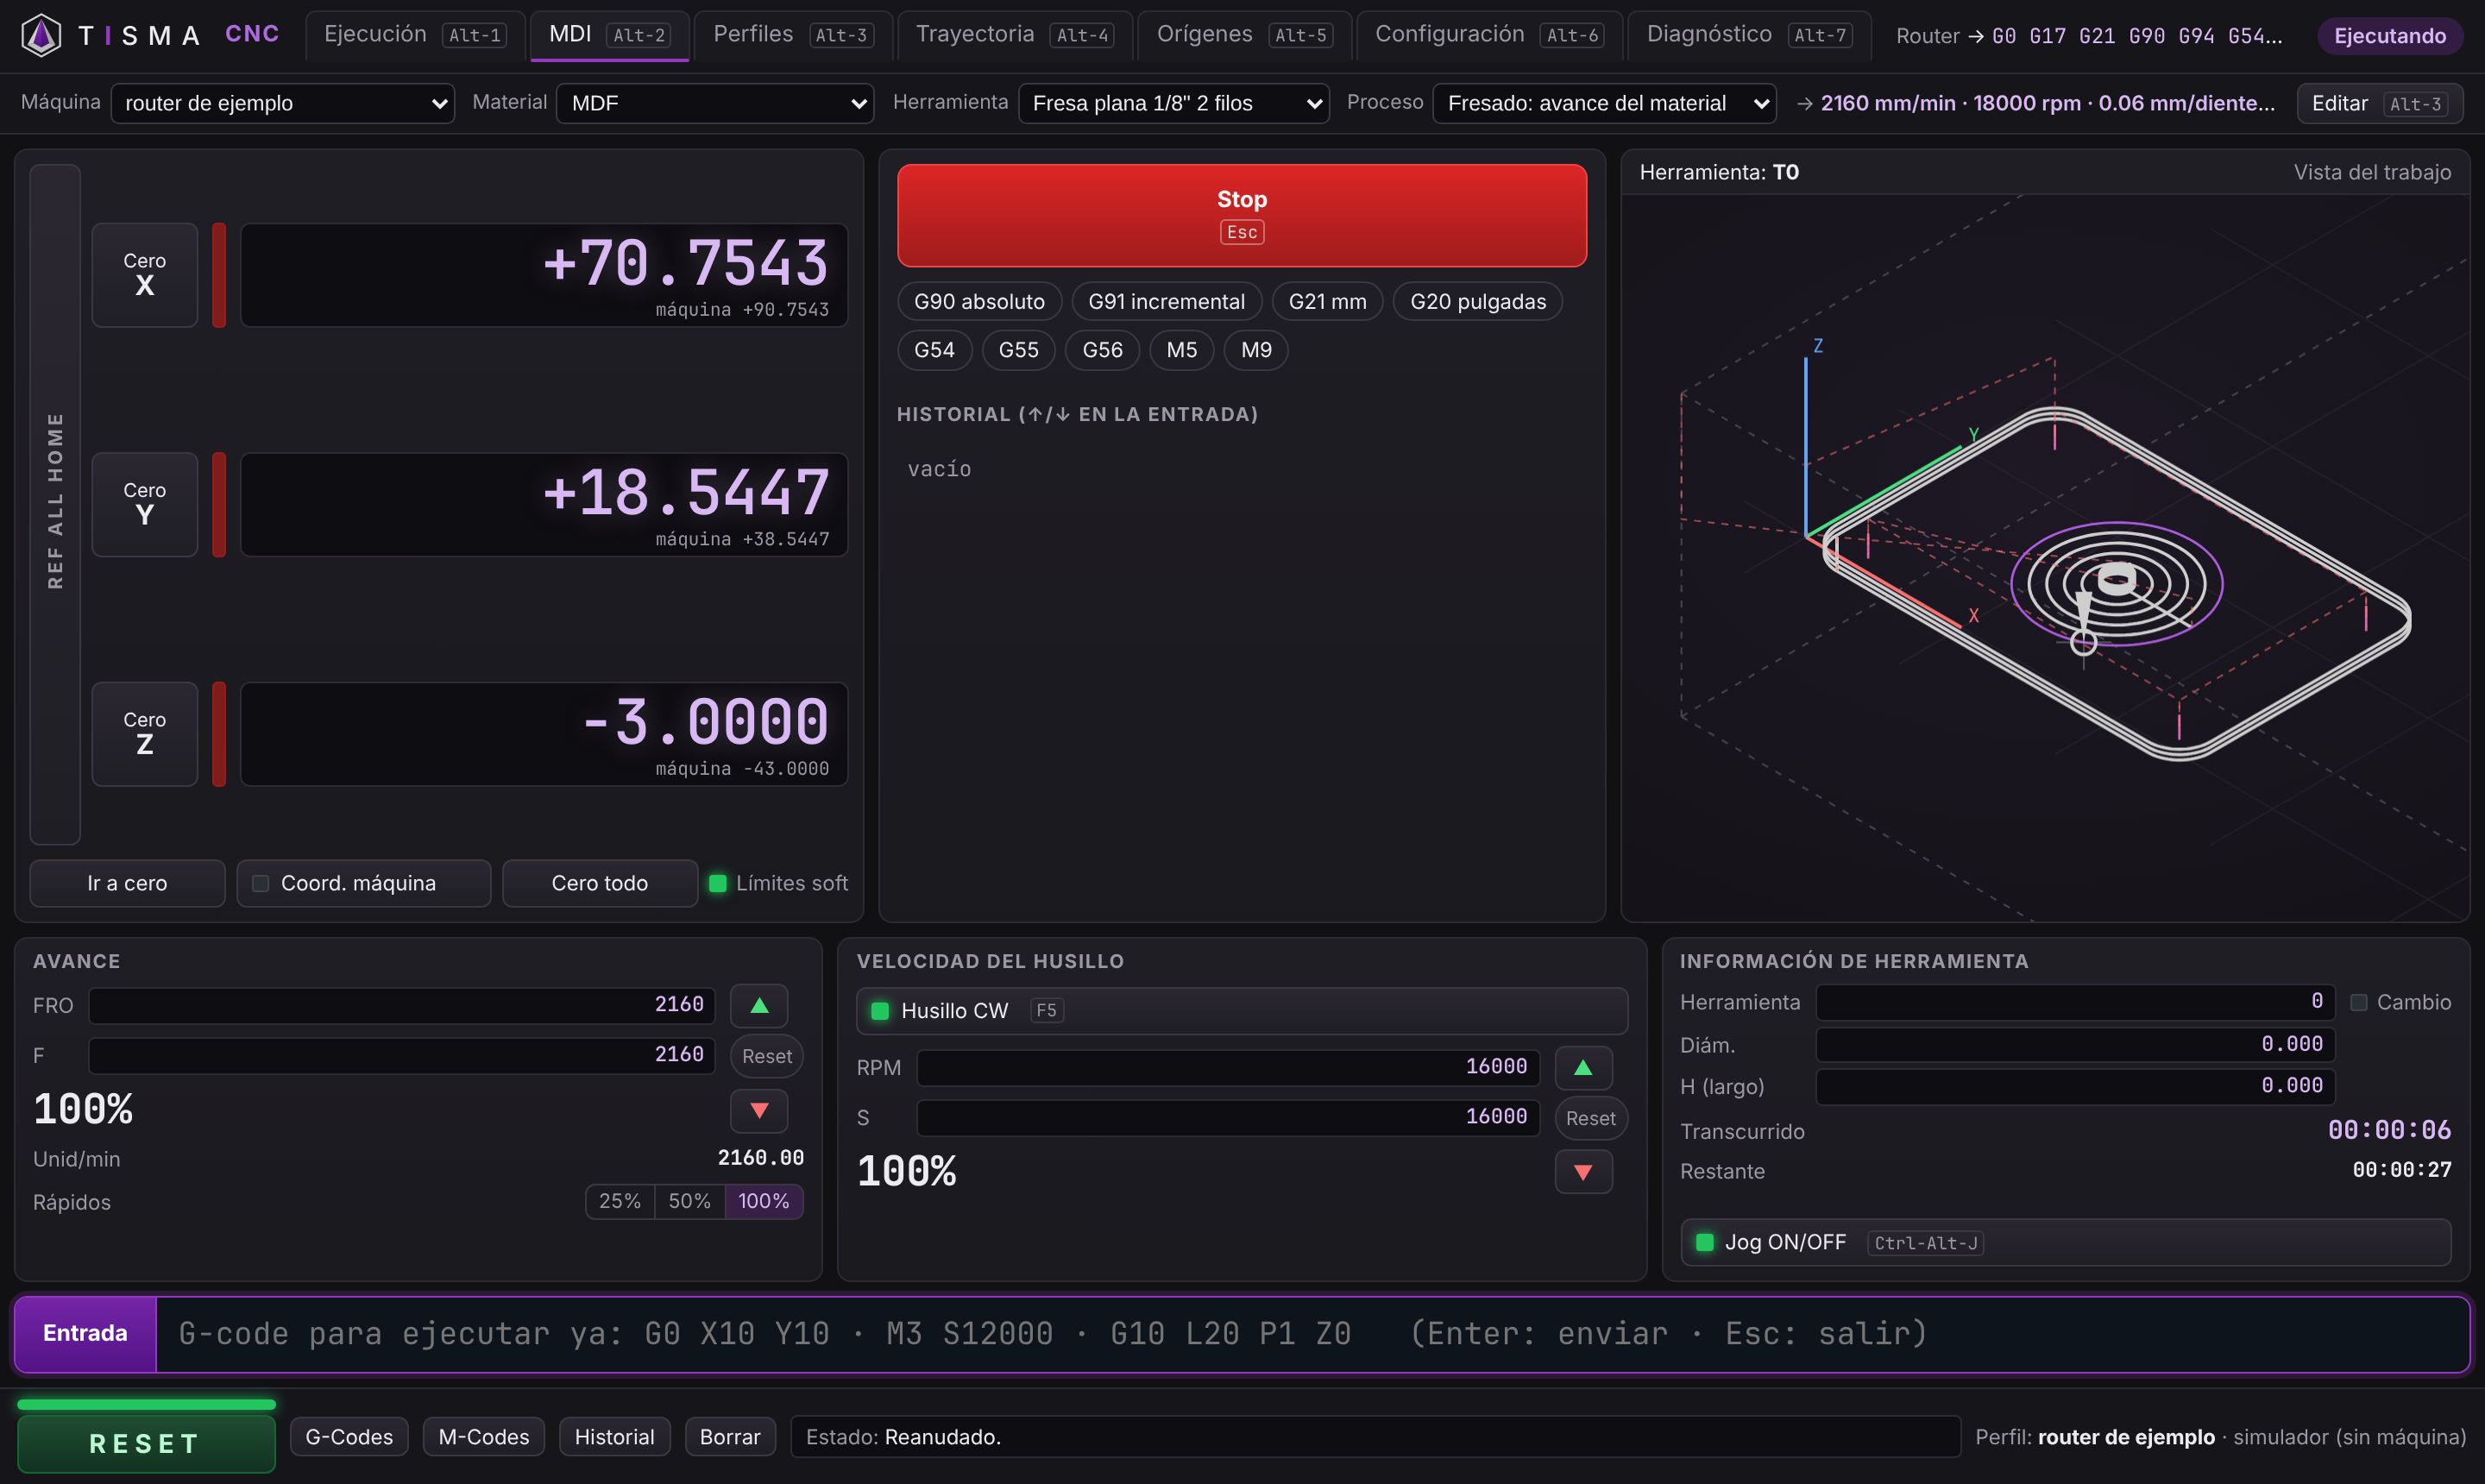 TISMA CNC
Ejecución Alt-1
MDI Alt-2
Perfiles Alt-3
Trayectoria Alt-4
Orígenes Alt-5
Configuración Alt-6
Diagnóstico Alt-7
Router → G0 G17 G21 G90 G94 G54...
Ejecutando
Máquina router de ejemplo
Material MDF
Herramienta Fresa plana 1/8" 2 filos
Proceso Fresado: avance del material
→ 2160 mm/min · 18000 rpm · 0.06 mm/diente...
Editar Alt-3
REF ALL HOME
Cero
X
+70.7543
máquina +90.7543
Cero
Y
+18.5447
máquina +38.5447
Cero
Z
-3.0000
máquina -43.0000
Ir a cero
Coord. máquina
Cero todo
Límites soft
Stop
Esc
G90 absoluto
G91 incremental
G21 mm
G20 pulgadas
G54
G55
G56
M5
M9
HISTORIAL (↑/↓ EN LA ENTRADA)
vacío
Herramienta: T0
Vista del trabajo
Z
Y
X
AVANCE
FRO 2160
F 2160
Reset
100%
Unid/min 2160.00
Rápidos 25% 50% 100%
VELOCIDAD DEL HUSILLO
Husillo CW F5
RPM 16000
S 16000
Reset
100%
INFORMACIÓN DE HERRAMIENTA
Herramienta 0 Cambio
Diám. 0.000
H (largo) 0.000
Transcurrido 00:00:06
Restante 00:00:27
Jog ON/OFF Ctrl-Alt-J
Entrada
G-code para ejecutar ya: G0 X10 Y10 · M3 S12000 · G10 L20 P1 Z0 (Enter: enviar · Esc: salir)
RESET
G-Codes
M-Codes
Historial
Borrar
Estado: Reanudado.
Perfil: router de ejemplo · simulador (sin máquina)